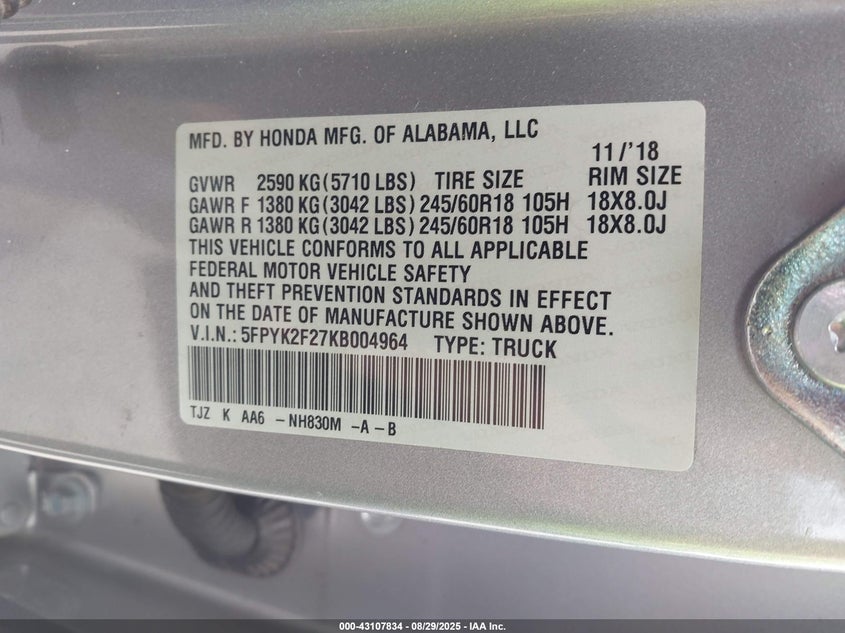 MFD. BY HONDA MFG. OF ALABAMA, LLC
11/'18
GVWR 2590 KG(5710 LBS) TIRE SIZE RIM SIZE
GAWR F 1380 KG(3042 LBS) 245/60R18 105H 18X8.0J
GAWR R 1380 KG(3042 LBS) 245/60R18 105H 18X8.0J
THIS VEHICLE CONFORMS TO ALL APPLICABLE
FEDERAL MOTOR VEHICLE SAFETY
AND THEFT PREVENTION STANDARDS IN EFFECT
ON THE DATE OF MANUFACTURE SHOWN ABOVE.
V.I.N.: 5FPYK2F27KB004964 TYPE: TRUCK
TJZ K AA6 -NH830M -A-B
000-43107834 - 08/29/2025 - IAA Inc.